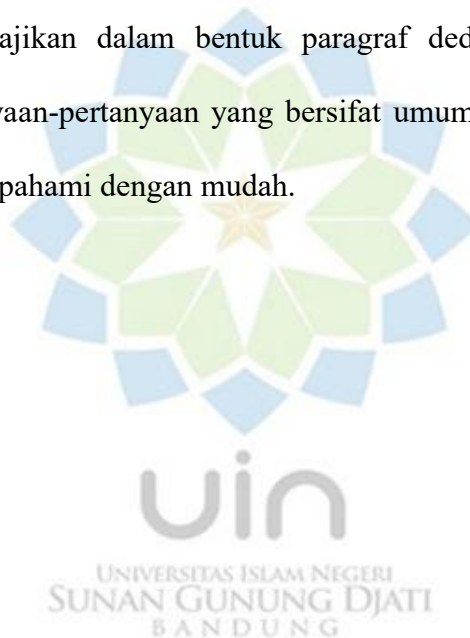 ajikan dalam bentuk paragraf ded
yaan-pertanyaan yang bersifat umum
pahami dengan mudah.
uin
UNIVERSITAS ISLAM NEGERI
SUNAN GUNUNG DJATI
BANDUNG